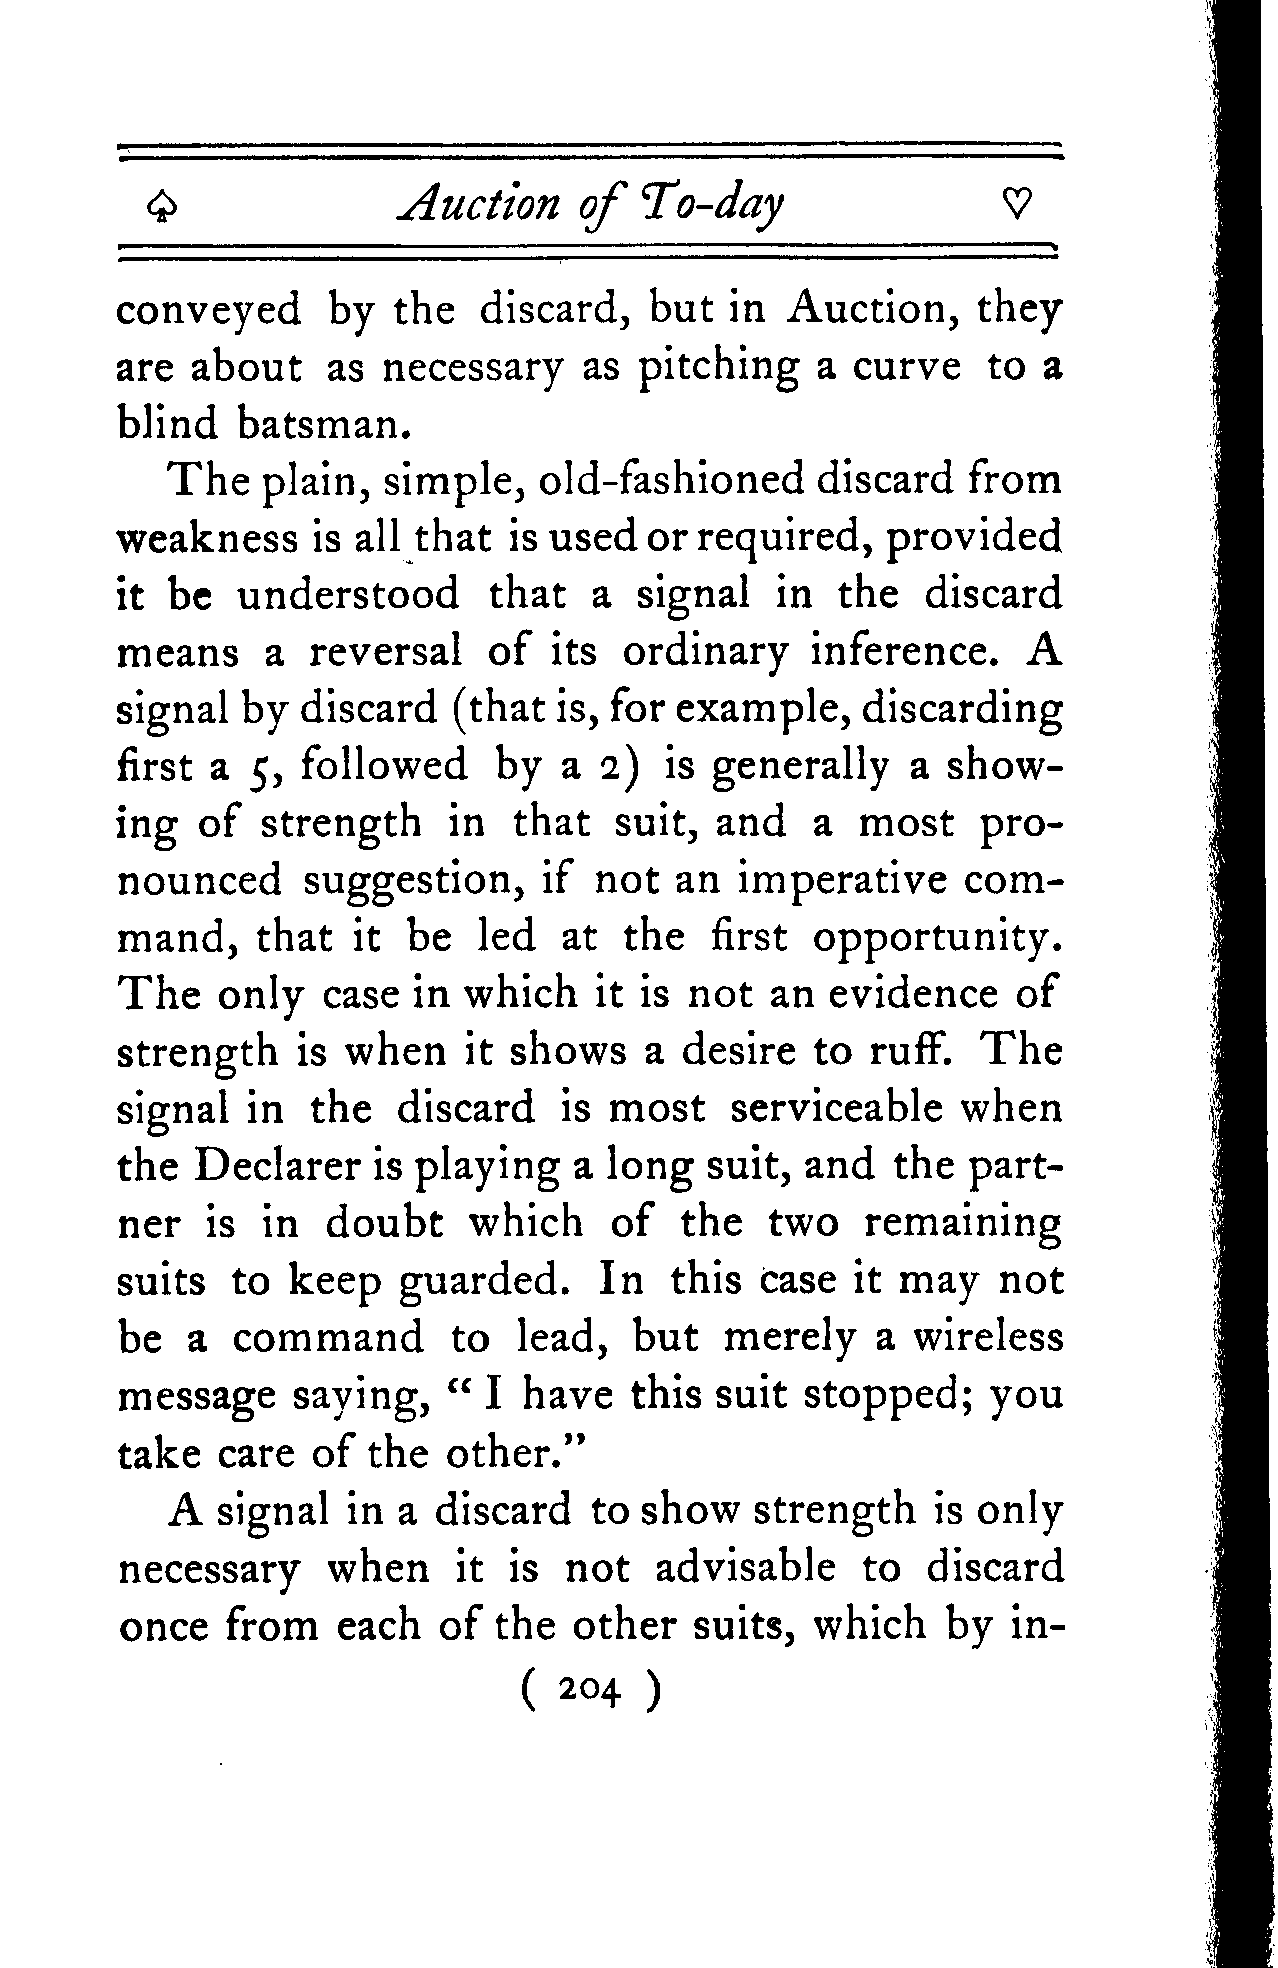 ♤ Auction of To-day ♡
conveyed by the discard, but in Auction, they
are about as necessary as pitching a curve to a
blind batsman.
The plain, simple, old-fashioned discard from
weakness is all that is used or required, provided
it be understood that a signal in the discard
means a reversal of its ordinary inference. A
signal by discard (that is, for example, discarding
first a 5, followed by a 2) is generally a show-
ing of strength in that suit, and a most pro-
nounced suggestion, if not an imperative com-
mand, that it be led at the first opportunity.
The only case in which it is not an evidence of
strength is when it shows a desire to ruff. The
signal in the discard is most serviceable when
the Declarer is playing a long suit, and the part-
ner is in doubt which of the two remaining
suits to keep guarded. In this case it may not
be a command to lead, but merely a wireless
message saying, “ I have this suit stopped; you
take care of the other.”
A signal in a discard to show strength is only
necessary when it is not advisable to discard
once from each of the other suits, which by in-
( 204 )